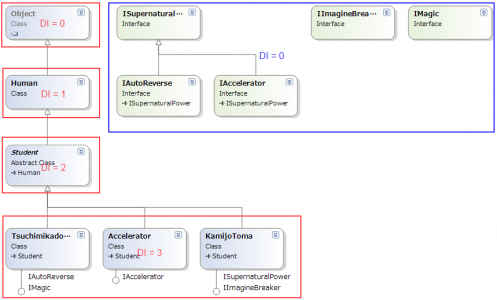 Object
Class
DI = 0
Human
Class
DI = 1
Student
Abstract Class
→ Human
DI = 2
Tsuchimikado...
Class
→ Student
IAutoReverse
IMagic
Accelerator
Class
→ Student
DI = 3
IAccelerator
KamijoToma
Class
→ Student
ISupernaturalPower
IImagineBreaker
ISupernatural...
Interface
DI = 0
IAutoReverse
Interface
→ ISupernaturalPower
IAccelerator
Interface
→ ISupernaturalPower
IImagineBrea...
Interface
IMagic
Interface